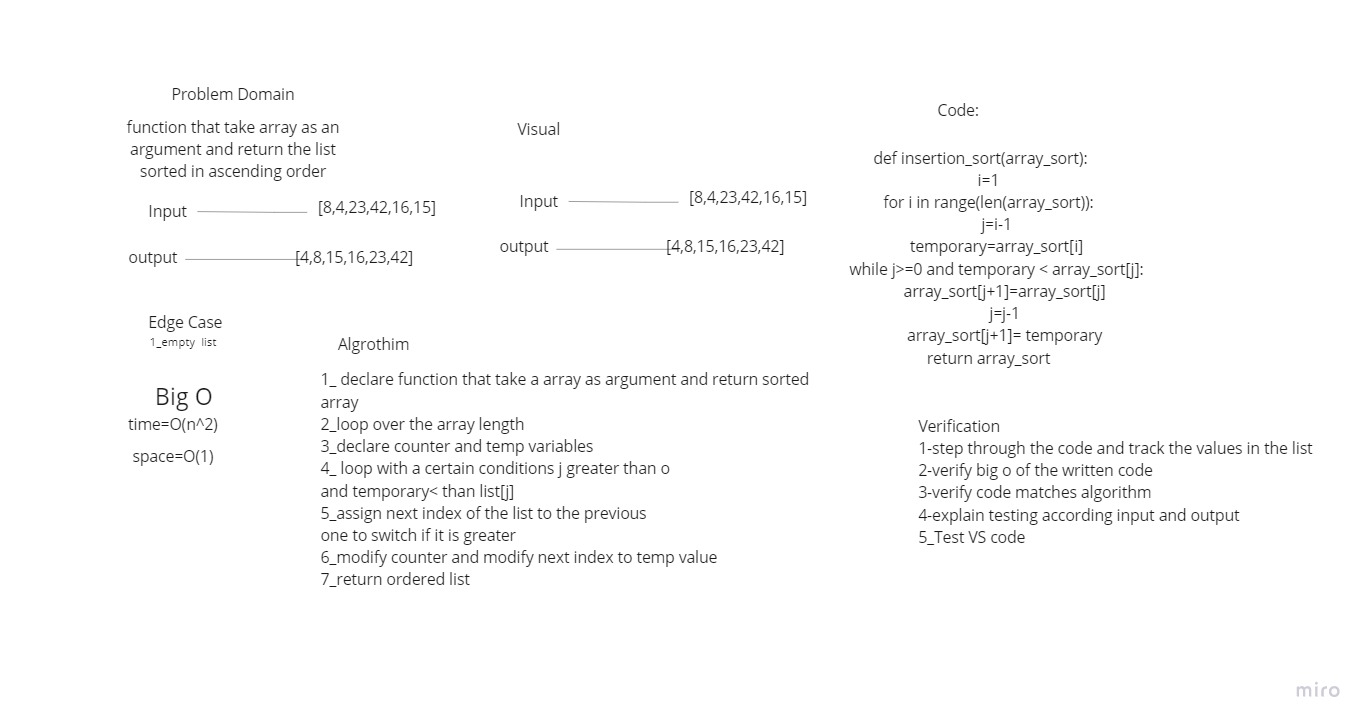 Problem Domain
function that take array as an
argument and return the list
sorted in ascending order
Input
[8,4,23,42,16,15]
output
[4,8,15,16,23,42]
Edge Case
1_empty list
Big O
time=O(n^2)
space=O(1)
Visual
Input
[8,4,23,42,16,15]
output
[4,8,15,16,23,42]
Algrothim
1_ declare function that take a array as argument and return sorted
array
2_loop over the array length
3_declare counter and temp variables
4_ loop with a certain conditions j greater than o
and temporary< than list[j]
5_assign next index of the list to the previous
one to switch if it is greater
6_modify counter and modify next index to temp value
7_return ordered list
Code:
def insertion_sort(array_sort):
i=1
for i in range(len(array_sort)):
j=i-1
temporary=array_sort[i]
while j>=0 and temporary < array_sort[j]:
array_sort[j+1]=array_sort[j]
j=j-1
array_sort[j+1]= temporary
return array_sort
Verification
1-step through the code and track the values in the list
2-verify big o of the written code
3-verify code matches algorithm
4-explain testing according input and output
5_Test VS code
miro